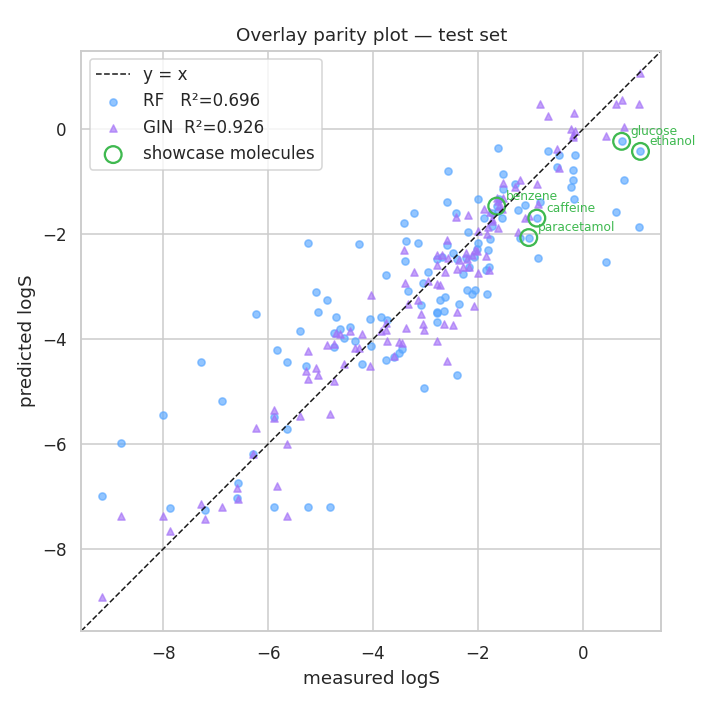 Overlay parity plot — test set
y = x
RF R²=0.696
GIN R²=0.926
showcase molecules
glucose
ethanol
benzene
caffeine
paracetamol
0
−2
−4
−6
−8
predicted logS
−8 −6 −4 −2 0
measured logS